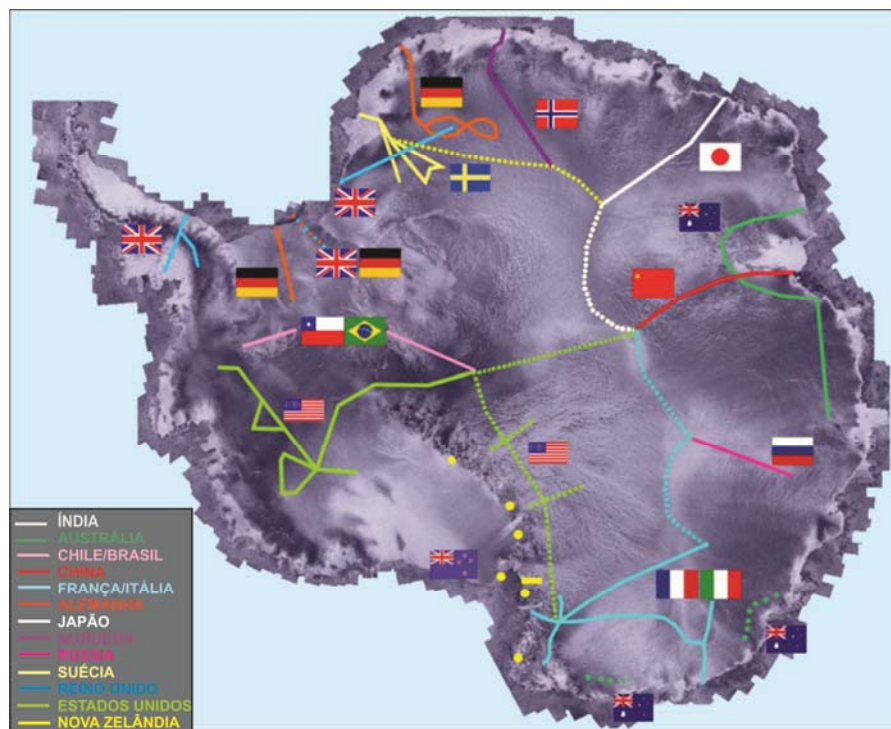 ÍNDIA
AUSTRÁLIA
CHILE/BRASIL
CHINA
FRANÇA/ITÁLIA
ALEMANHA
JAPÃO
NORUEGA
RÚSSIA
SUÉCIA
REINO UNIDO
ESTADOS UNIDOS
NOVA ZELÂNDIA